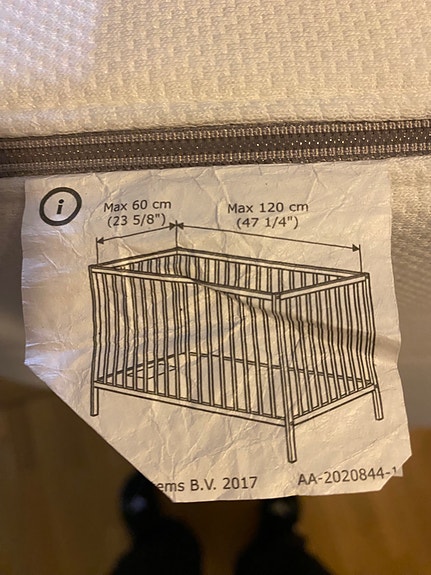 i
Max 60 cm
(23 5/8")
Max 120 cm
(47 1/4")
ems B.V. 2017
AA-2020844-1